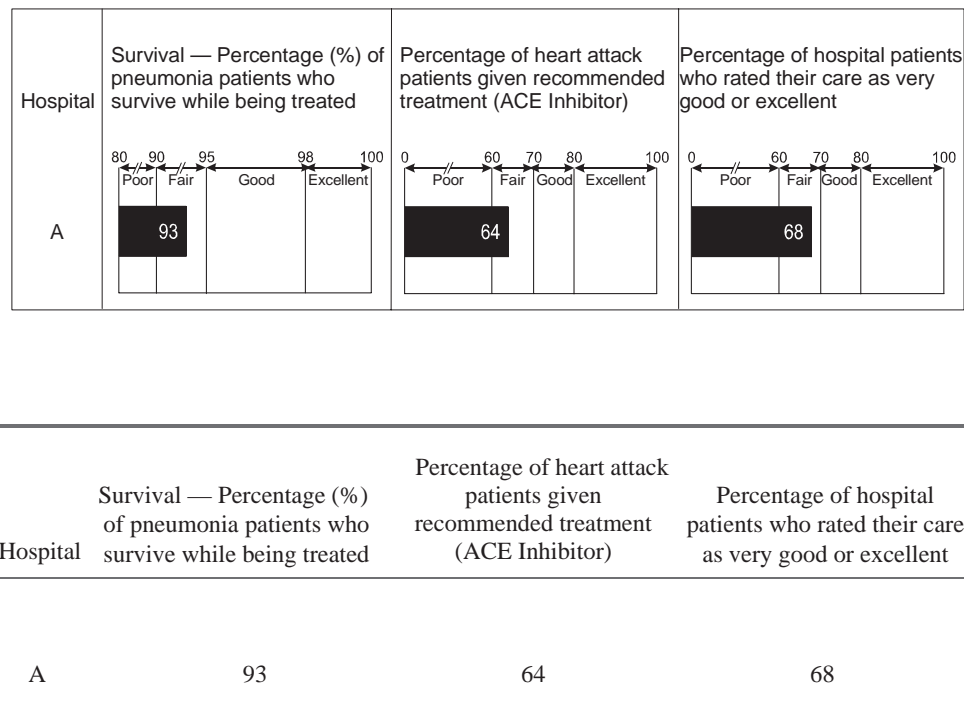 Hospital
Survival — Percentage (%) of
pneumonia patients who
survive while being treated
Percentage of heart attack
patients given recommended
treatment (ACE Inhibitor)
Percentage of hospital patients
who rated their care as very
good or excellent
80 90 95 98 100
Poor Fair Good Excellent
0 60 70 80 100
Poor Fair Good Excellent
0 60 70 80 100
Poor Fair Good Excellent
A 93 64 68
Hospital
Survival — Percentage (%)
of pneumonia patients who
survive while being treated
Percentage of heart attack
patients given
recommended treatment
(ACE Inhibitor)
Percentage of hospital
patients who rated their care
as very good or excellent
A 93 64 68